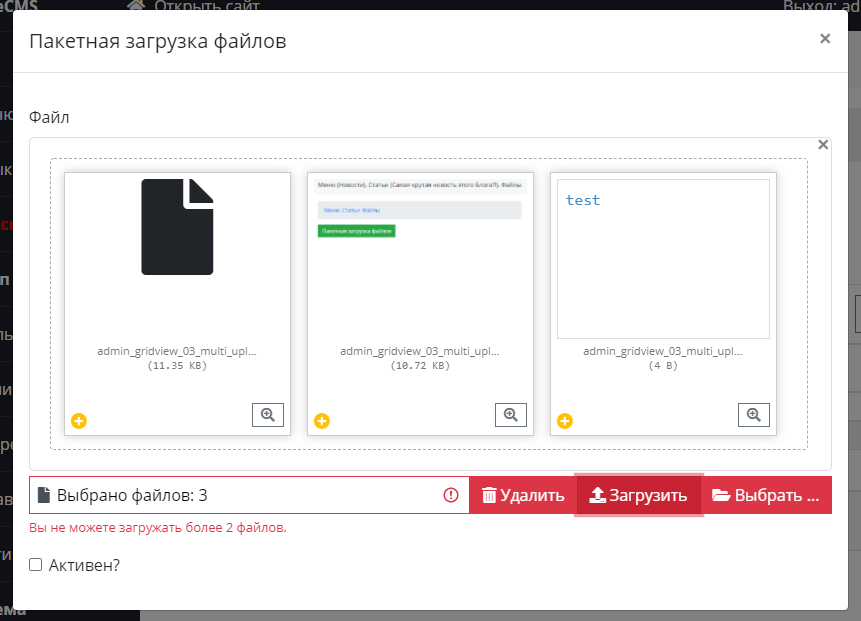 Открыть сайт
Выход: ad
Пакетная загрузка файлов
×
Файл
×
Меню (Новости). Статьи (Самая крутая новость этого блога!!!). Файлы
Меню Статьи Файлы
Пакетная загрузка файлов
test
admin_gridview_03_multi_upl...
(11.35 KB)
admin_gridview_03_multi_upl...
(10.72 KB)
admin_gridview_03_multi_upl...
(4 B)
Выбрано файлов: 3
Удалить
Загрузить
Выбрать ...
Вы не можете загружать более 2 файлов.
Активен?